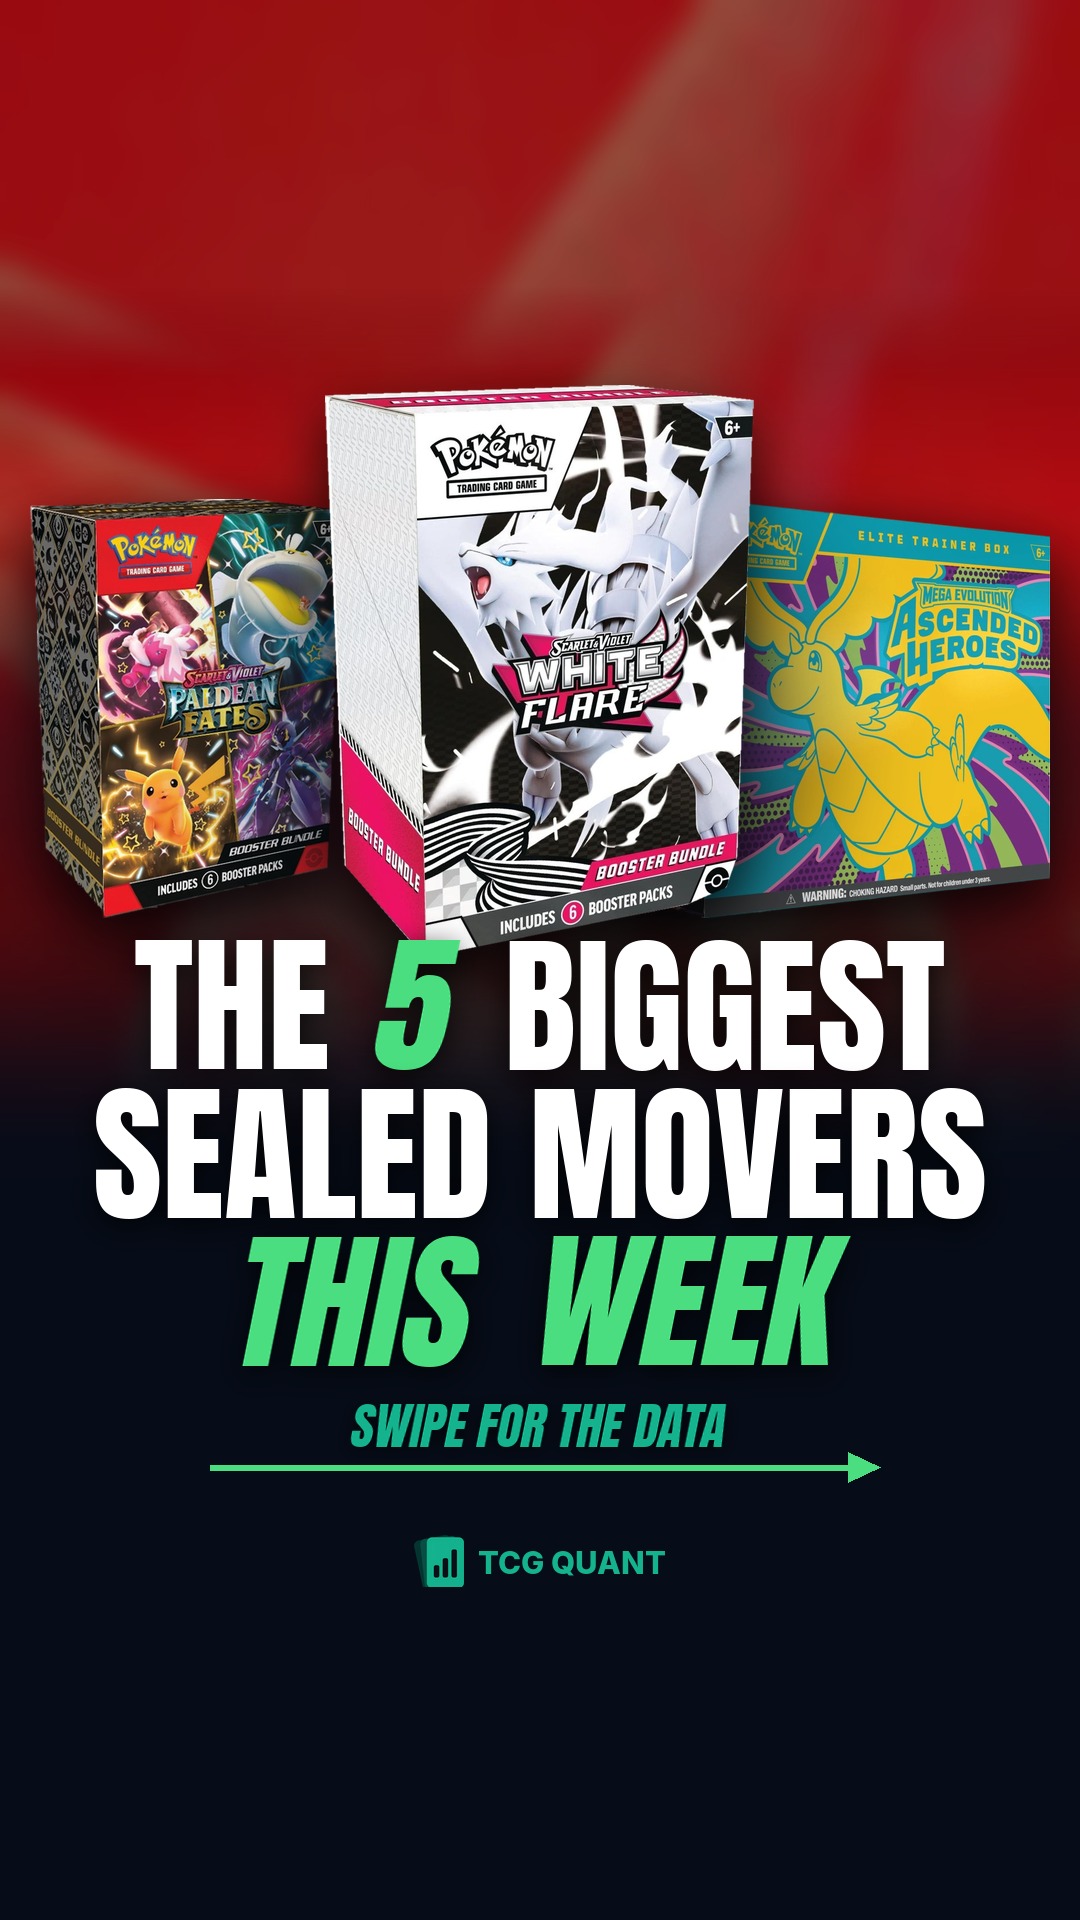 BOOSTER BUNDLE
Pokémon
TRADING CARD GAME
6+
SCARLET & VIOLET
WHITE
FLARE
BOOSTER BUNDLE
BOOSTER BUNDLE
INCLUDES 6 BOOSTER PACKS
Pokémon
TRADING CARD GAME
SCARLET & VIOLET
PALDEAN
FATES
BOOSTER BUNDLE
BOOSTER BUNDLE
INCLUDES 6 BOOSTER PACKS
ELITE TRAINER BOX
6+
MEGA EVOLUTION
ASCENDED
HEROES
WARNING: CHOKING HAZARD Small parts. Not for children under 3 years.
THE 5 BIGGEST
SEALED MOVERS
THIS WEEK
SWIPE FOR THE DATA
TCG QUANT